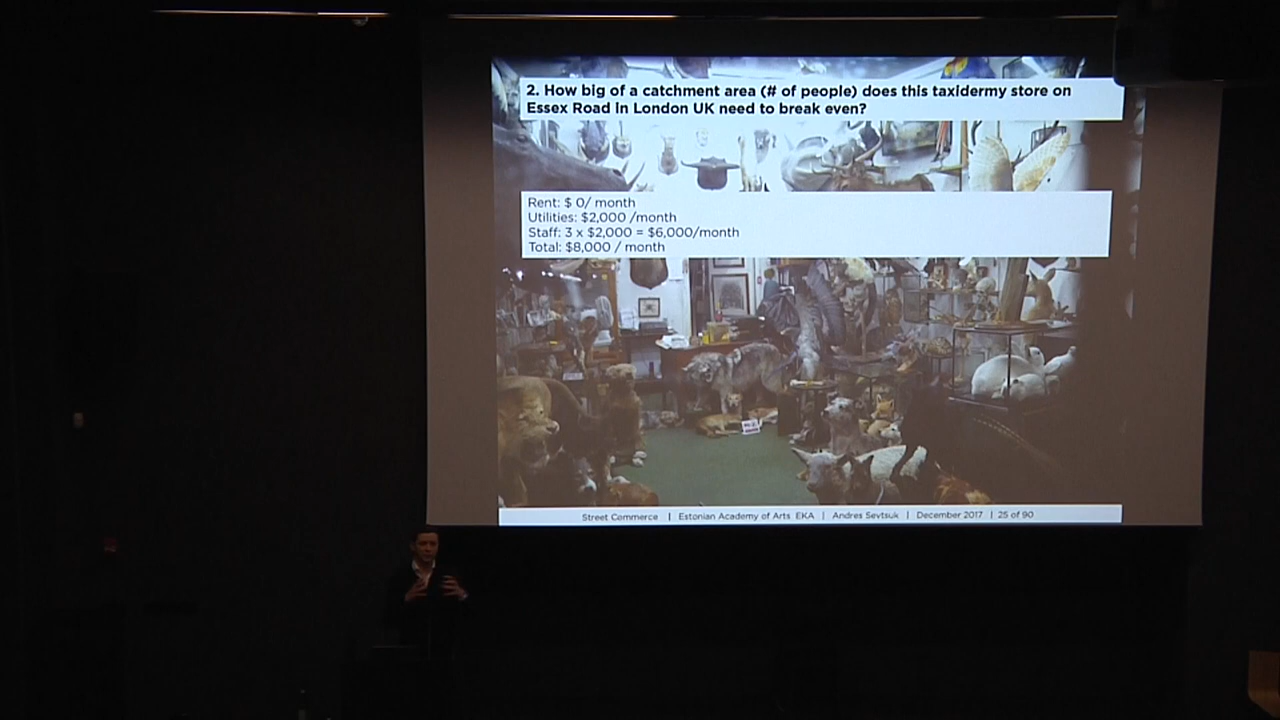 2. How big of a catchment area (# of people) does this taxidermy store on
Essex Road in London UK need to break even?
Rent: $ 0/ month
Utilities: $2,000 /month
Staff: 3 x $2,000 = $6,000/month
Total: $8,000 / month
Street Commerce | Estonian Academy of Arts EKA | Andres Sevtsuk | December 2017 | 25 of 90